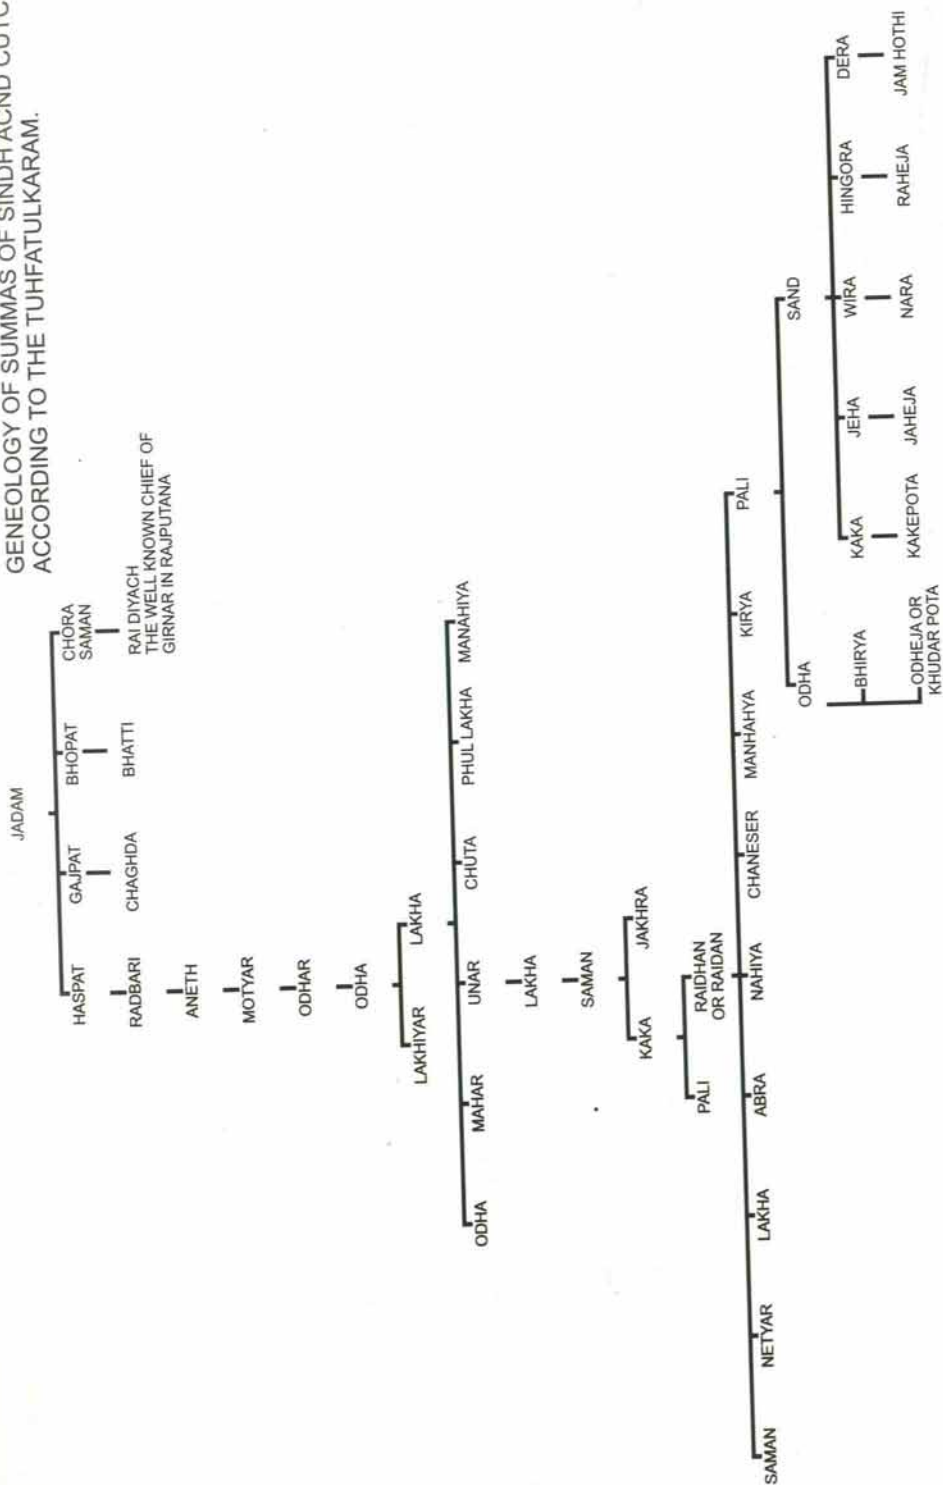 GENEOLOGY OF SUMMAS OF SINDH ACND CUTC
ACCORDING TO THE TUHFATULKARAM.
JADAM
HASPAT GAJPAT BHOPAT CHORA
SAMAN
RADBARI CHAGHDA BHATTI RAI DIYACH
THE WELL KNOWN CHIEF OF
GIRNAR IN RAJPUTANA
ANETH
MOTYAR
ODHAR
ODHA
LAKHIYAR LAKHA
ODHA MAHAR UNAR CHUTA PHUL LAKHA MANAHIYA
LAKHA
SAMAN
KAKA JAKHRA
PALI RAIDHAN
OR RAIDAN
SAMAN NETYAR LAKHA ABRA NAHIYA CHANESER MANHAHYA KIRYA PALI
ODHA SAND
BHIRYA KAKA JEHA WIRA HINGORA DERA
ODHEJA OR
KHUDAR POTA
KAKEPOTA JAHEJA NARA RAHEJA JAM HOTHI